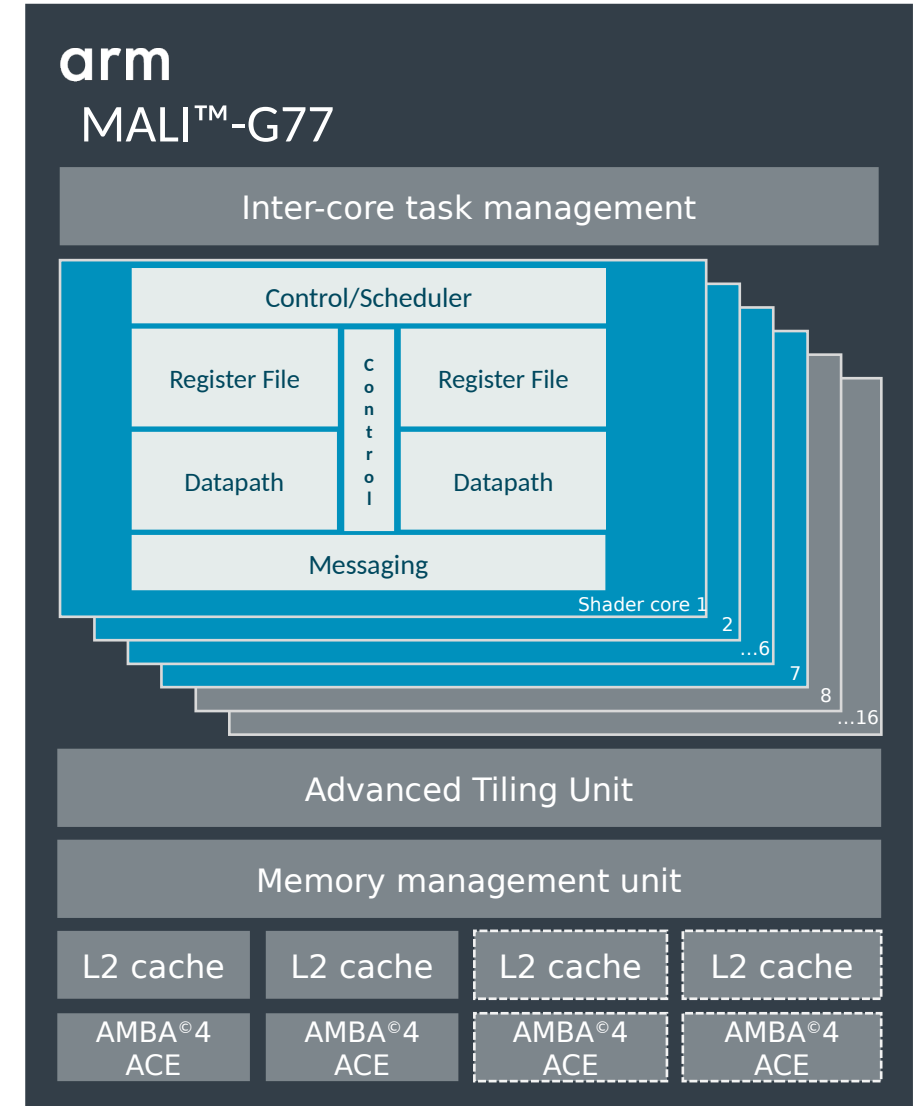 arm
MALI™-G77
Inter-core task management
Control/Scheduler
Register File
Control
Register File
Datapath
Datapath
Messaging
Shader core 1
2
...6
7
8
...16
Advanced Tiling Unit
Memory management unit
L2 cache
L2 cache
L2 cache
L2 cache
AMBA©4
ACE
AMBA©4
ACE
AMBA©4
ACE
AMBA©4
ACE